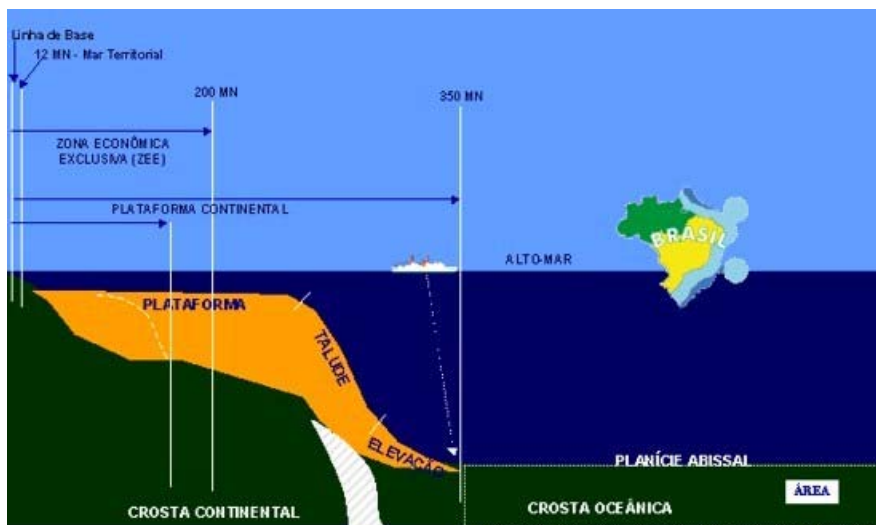 Linha de Base
12 MN - Mar Territorial
200 MN
350 MN
ZONA ECONÔMICA
EXCLUSIVA (ZEE)
PLATAFORMA CONTINENTAL
BRASIL
ALTO-MAR
PLATAFORMA
TALUDE
ELEVAÇÃO
PLANÍCIE ABISSAL
ÁREA
CROSTA CONTINENTAL
CROSTA OCEÂNICA